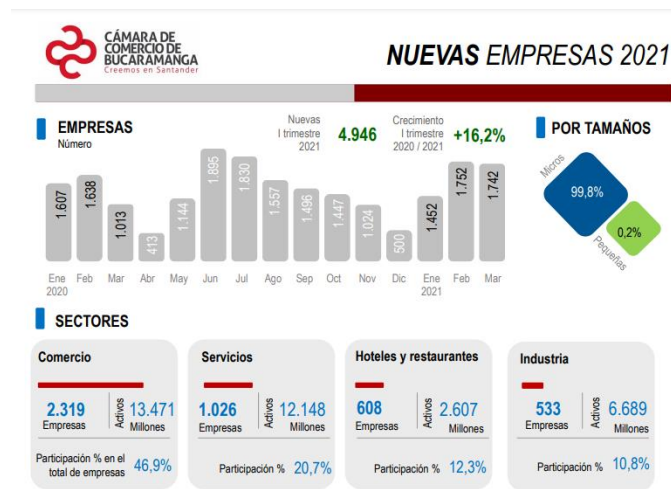 CÁMARA DE
COMERCIO DE
BUCARAMANGA
Creemos en Santander
NUEVAS EMPRESAS 2021
EMPRESAS
Número
Nuevas
I trimestre
2021
4.946
Crecimiento
I trimestre
2020 / 2021
+16,2%
POR TAMAÑOS
Micros
99,8%
0,2%
Pequeñas
1.607
1.638
1.013
413
1.144
1.895
1.830
1.557
1.496
1.447
1.024
500
1.452
1.752
1.742
Ene Feb Mar Abr May Jun Jul Ago Sep Oct Nov Dic Ene Feb Mar
2020 2021
SECTORES
Comercio
2.319
Empresas
Activos
13.471
Millones
Participación % en el
total de empresas
46,9%
Servicios
1.026
Empresas
Activos
12.148
Millones
Participación % 20,7%
Hoteles y restaurantes
608
Empresas
Activos
2.607
Millones
Participación % 12,3%
Industria
533
Empresas
Activos
6.689
Millones
Participación % 10,8%